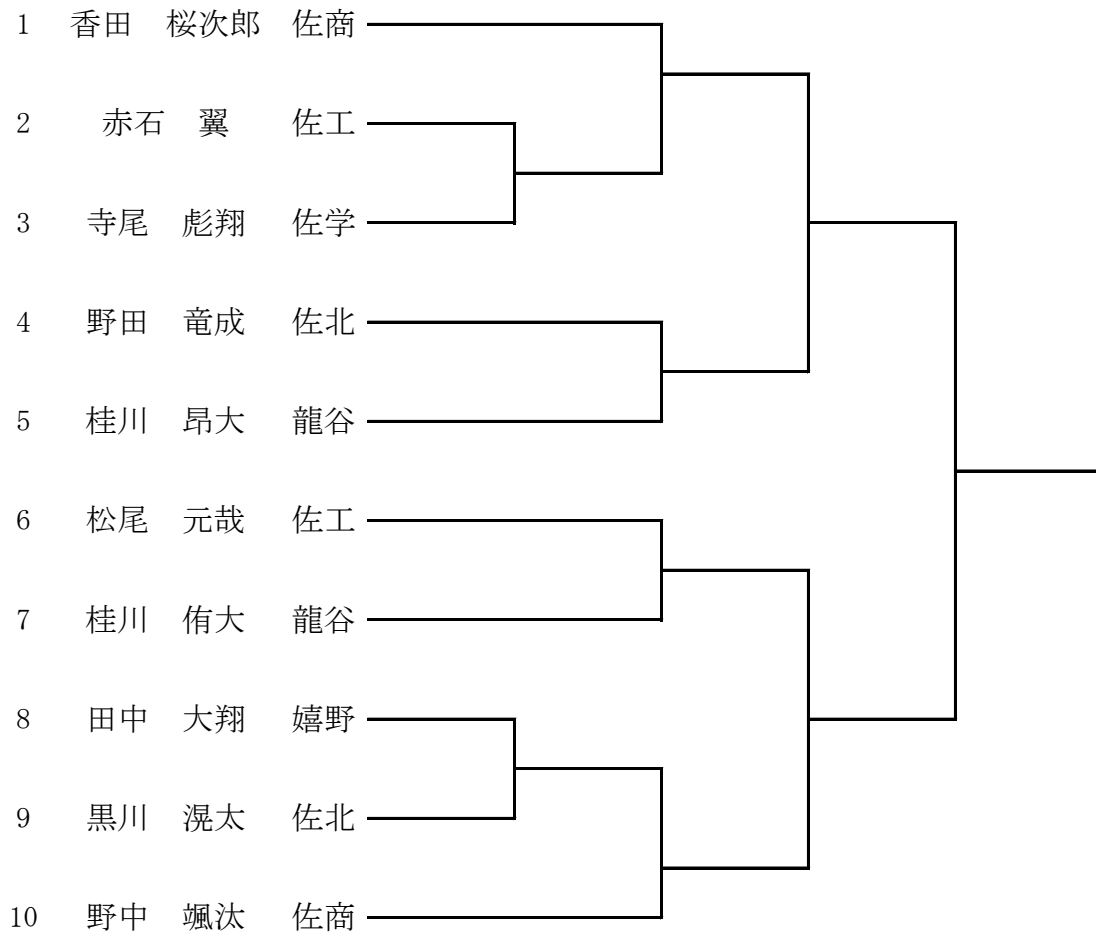 1 香田 桜次郎 佐商
2 赤石 翼 佐工
3 寺尾 彪翔 佐学
4 野田 竜成 佐北
5 桂川 昂大 龍谷
6 松尾 元哉 佐工
7 桂川 侑大 龍谷
8 田中 大翔 嬉野
9 黒川 滉太 佐北
10 野中 颯汰 佐商